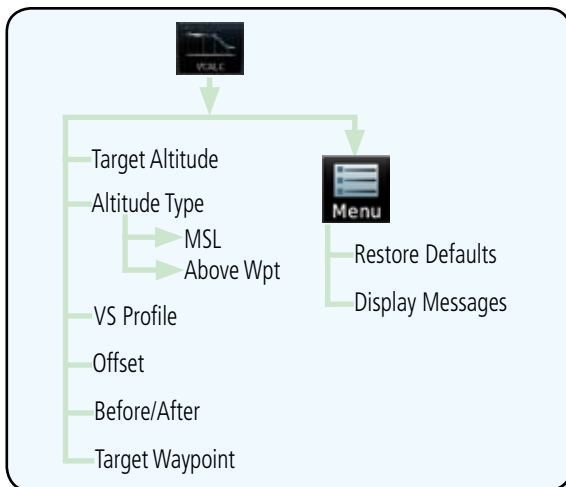 VCALC
Target Altitude
Altitude Type
MSL
Above Wpt
VS Profile
Offset
Before/After
Target Waypoint
Menu
Restore Defaults
Display Messages